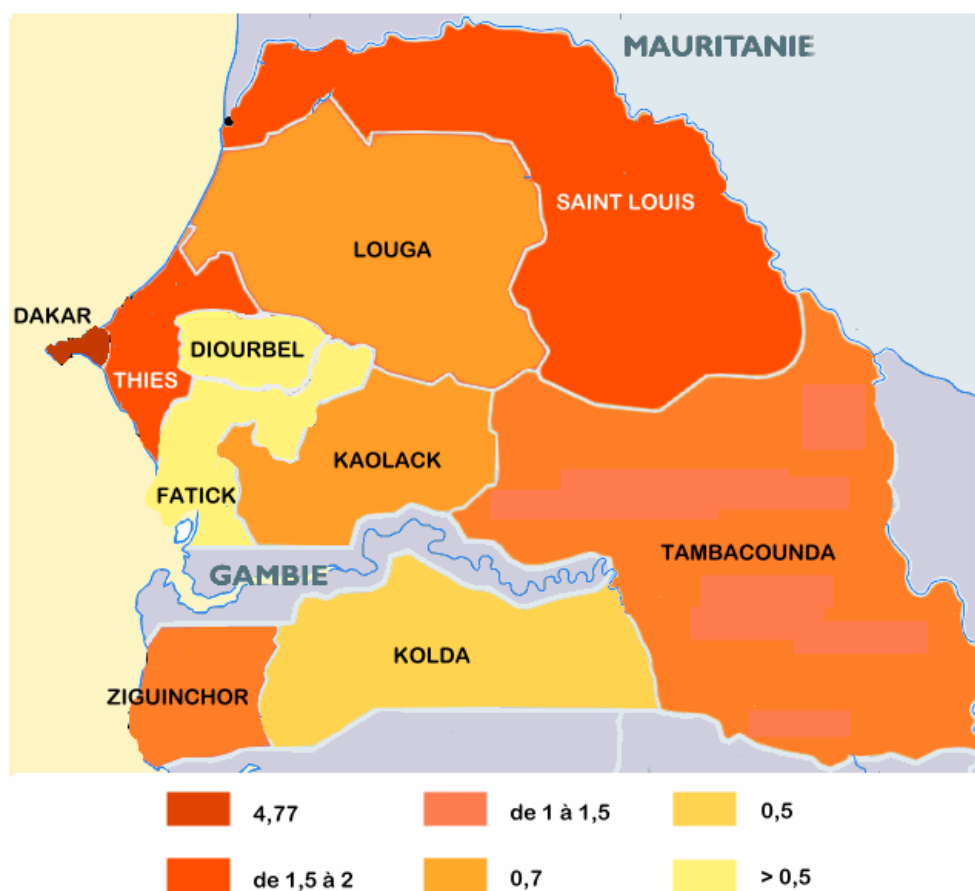 MAURITANIE
SAINT LOUIS
LOUGA
DAKAR
DIOURBEL
THIES
KAOLACK
FATICK
TAMBACOUNDA
GAMBIE
KOLDA
ZIGUINCHOR
4,77
de 1 à 1,5
0,5
de 1,5 à 2
0,7
> 0,5